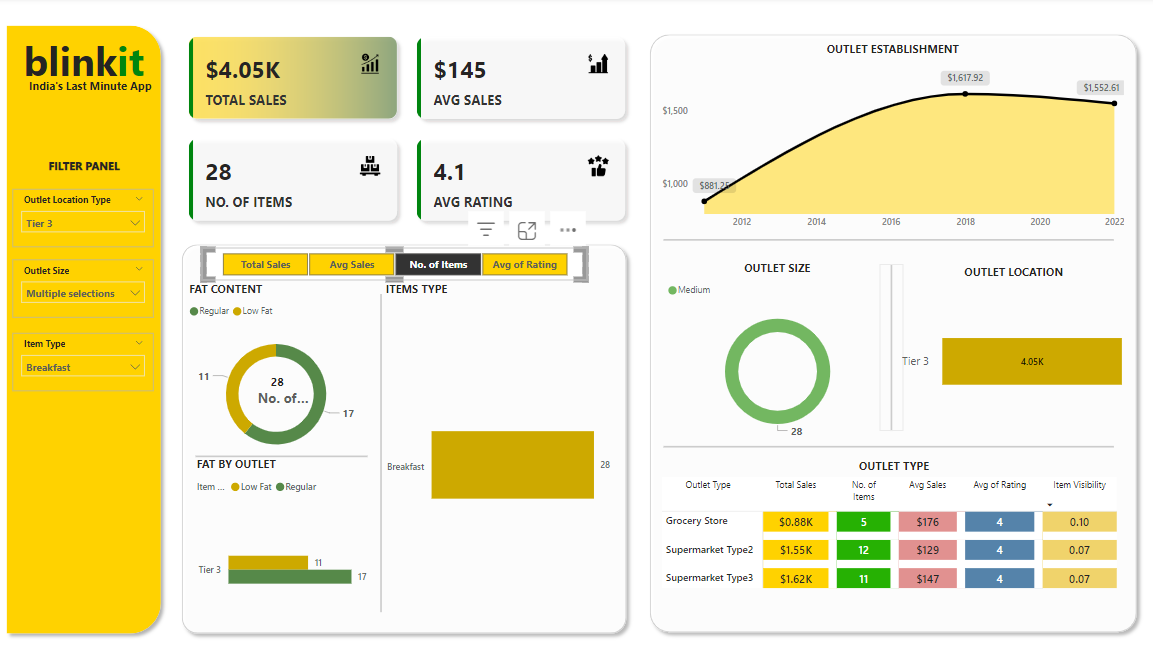 blinkit
India's Last Minute App
FILTER PANEL
Outlet Location Type
Tier 3
Outlet Size
Multiple selections
Item Type
Breakfast
$4.05K
TOTAL SALES
$145
AVG SALES
28
NO. OF ITEMS
4.1
AVG RATING
Total Sales
Avg Sales
No. of Items
Avg of Rating
FAT CONTENT
Regular
Low Fat
11
28
No. of...
17
FAT BY OUTLET
Item ...
Low Fat
Regular
Tier 3
11
17
ITEMS TYPE
Breakfast
28
OUTLET ESTABLISHMENT
$1,500
$1,000
$881.25
$1,617.92
$1,552.61
2012
2014
2016
2018
2020
2022
OUTLET SIZE
Medium
28
OUTLET LOCATION
Tier 3
4.05K
OUTLET TYPE
Outlet Type Total Sales No. of Items Avg Sales Avg of Rating Item Visibility
Grocery Store $0.88K 5 $176 4 0.10
Supermarket Type2 $1.55K 12 $129 4 0.07
Supermarket Type3 $1.62K 11 $147 4 0.07